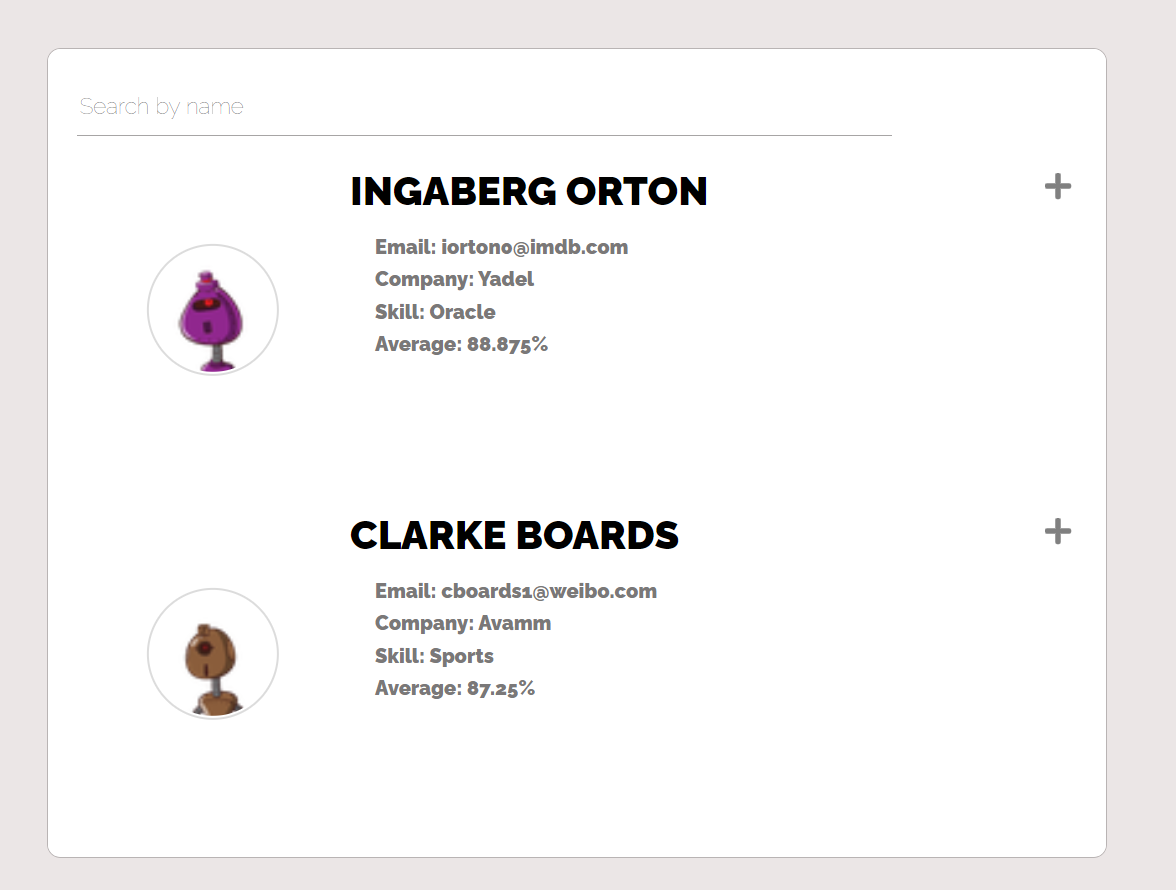 Search by name
INGABERG ORTON
Email: iorton0@imdb.com
Company: Yadel
Skill: Oracle
Average: 88.875%
CLARKE BOARDS
Email: cboards1@weibo.com
Company: Avamm
Skill: Sports
Average: 87.25%